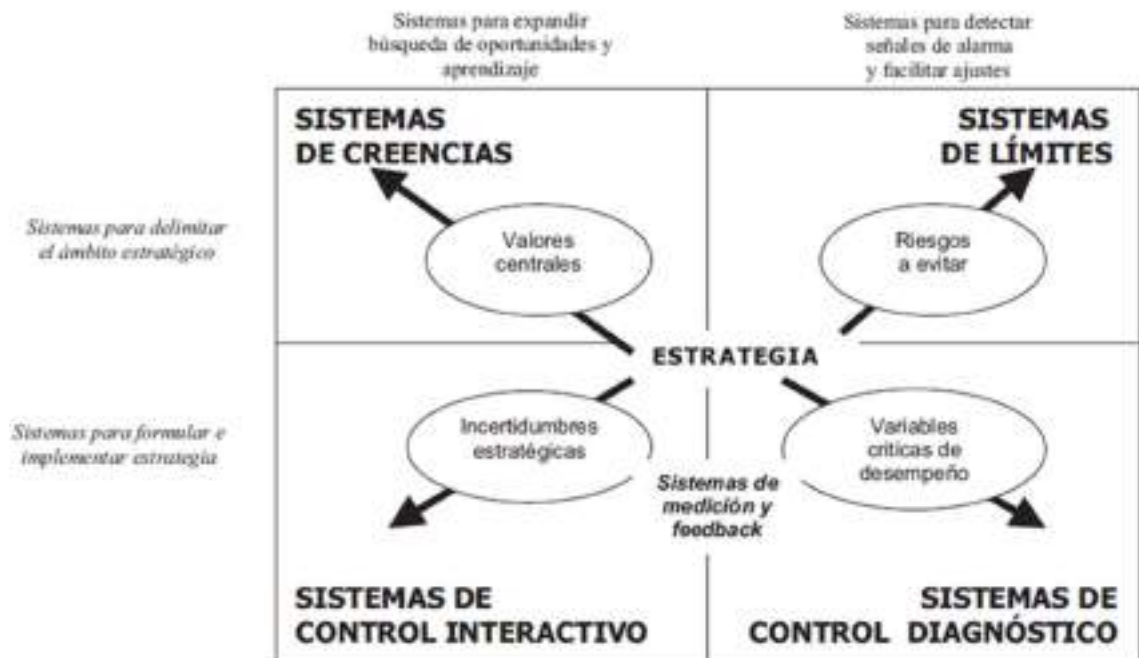 Sistemas para expandir
búsqueda de oportunidades y
aprendizaje
Sistemas para detectar
señales de alarma
y facilitar ajustes
SISTEMAS
DE CREENCIAS
SISTEMAS
DE LÍMITES
Sistemas para delimitar
el ámbito estratégico
Valores
centrales
Riesgos
a evitar
ESTRATEGIA
Sistemas para formular e
implementar estrategia
Incertidumbres
estratégicas
Variables
criticas de
desempeño
Sistemas de
medición y
feedback
SISTEMAS DE
CONTROL INTERACTIVO
SISTEMAS DE
CONTROL DIAGNÓSTICO